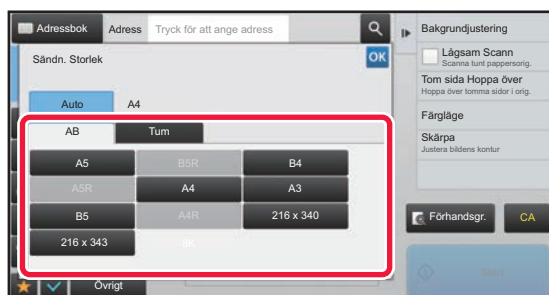 Adressbok Adress Tryck för att ange adress
Sändn. Storlek OK
Auto A4
AB Tum
A5 B5R B4
A5R A4 A3
B5 A4R 216 x 340
216 x 343 8K
Övrigt
Bakgrundjustering
Lågsam Scann
Scanna tunt pappersorig.
Tom sida Hoppa över
Hoppa över tomma sidor i orig.
Färgläge
Skärpa
Justera bildens kontur
Förhandsgr. CA
Start